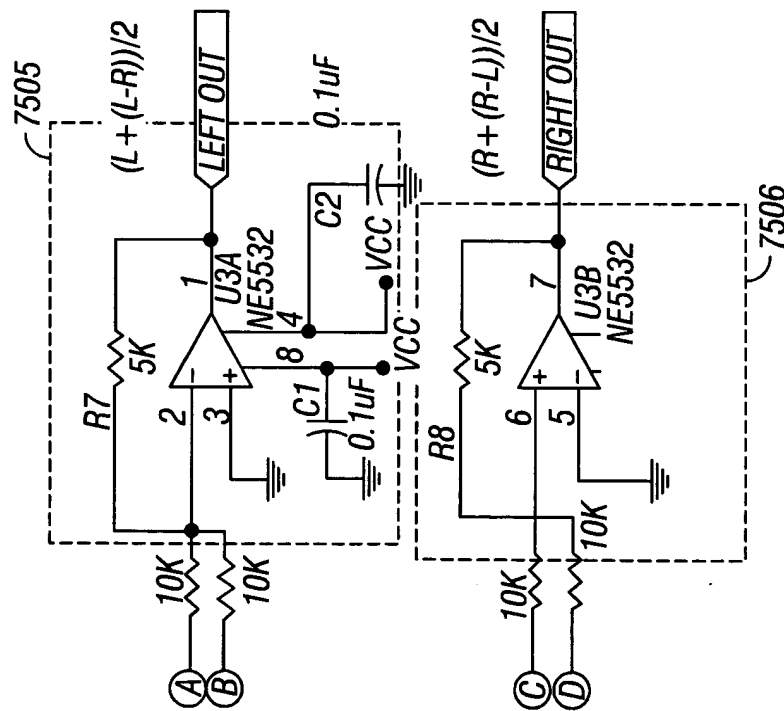 7505
(L + (L-R))/2
R7
5K
LEFT OUT
10K
2
−
1
U3A
NE5532
A
3
+
B
10K
8
4
C1
0.1uF
VCC
C2
0.1uF
VCC
(R + (R-L))/2
R8
5K
RIGHT OUT
10K
6
+
7
U3B
NE5532
C
5
−
D
10K
7506